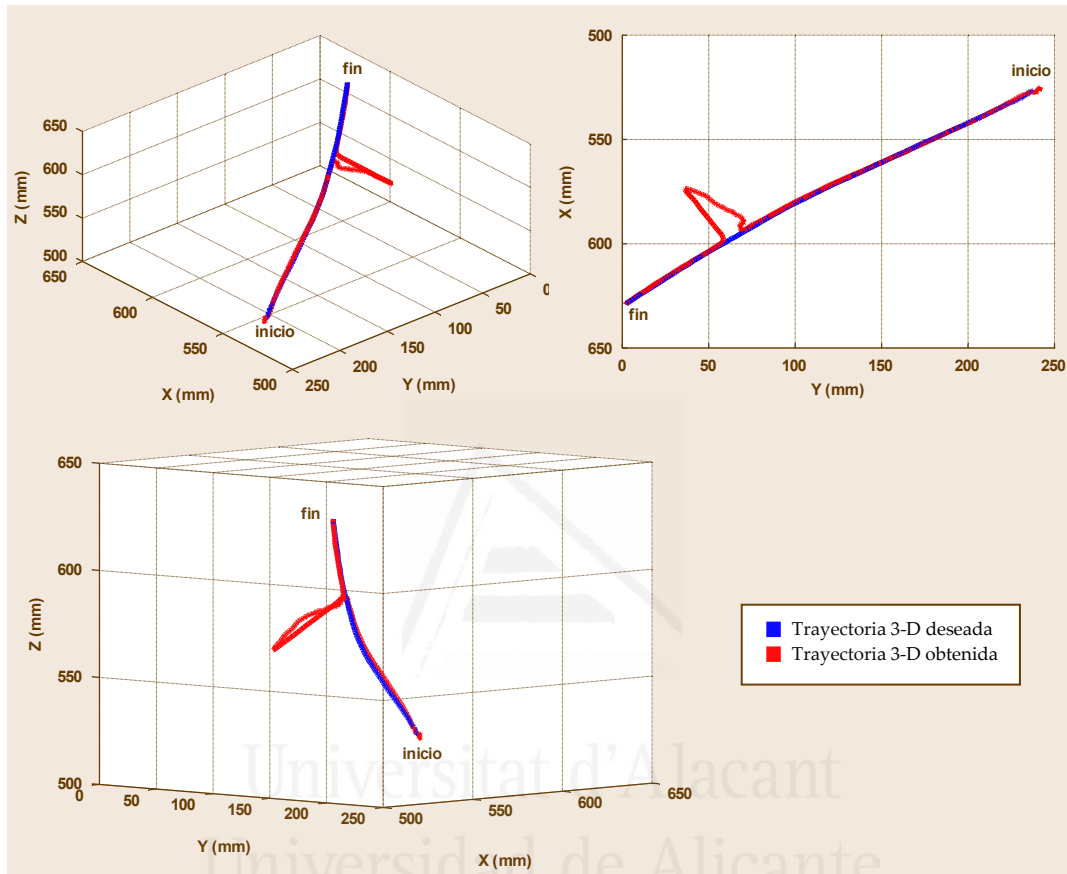 fin
650
600
550
500
Z (mm)
650
600
550
500
X (mm)
250
200
150
100
50
0
Y (mm)
inicio
500
550
600
650
X (mm)
inicio
fin
0
50
100
150
200
250
Y (mm)
650
600
550
500
Z (mm)
fin
inicio
0
50
100
150
200
250
Y (mm)
500
550
600
650
X (mm)
Trayectoria 3-D deseada
Trayectoria 3-D obtenida
Universitat d'Alacant
Universidad de Alicante